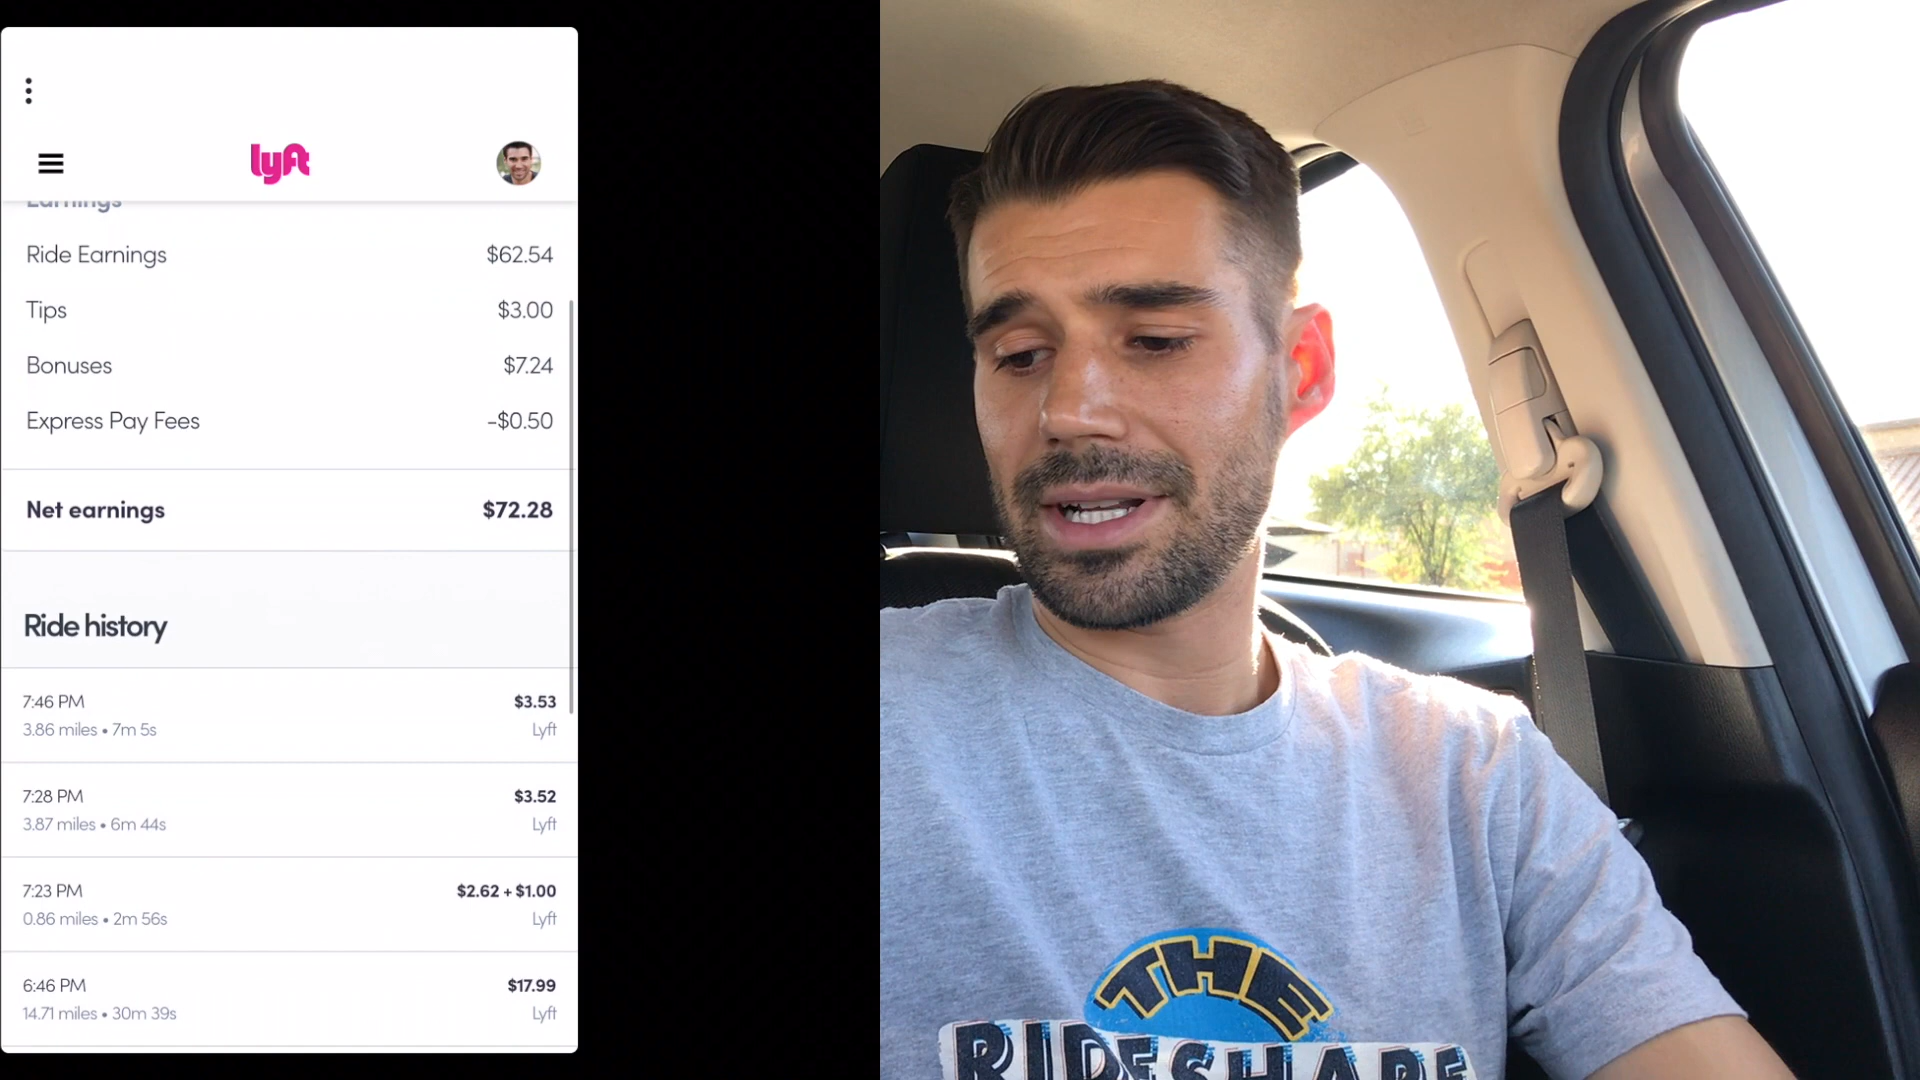 lyft
Earnings
Ride Earnings $62.54
Tips $3.00
Bonuses $7.24
Express Pay Fees -$0.50
Net earnings $72.28
Ride history
7:46 PM $3.53
3.86 miles • 7m 5s Lyft
7:28 PM $3.52
3.87 miles • 6m 44s Lyft
7:23 PM $2.62 + $1.00
0.86 miles • 2m 56s Lyft
6:46 PM $17.99
14.71 miles • 30m 39s Lyft
THE
RIDESHARE